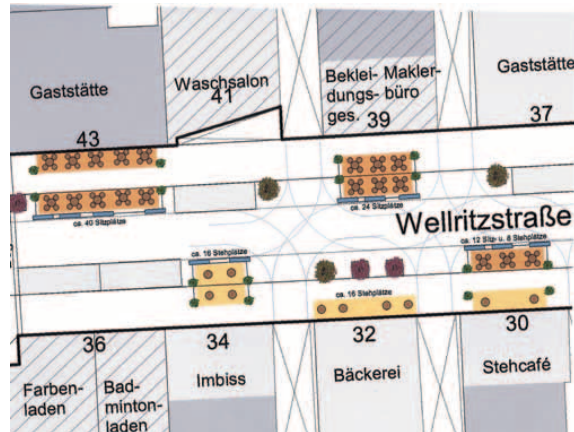 Gaststätte
43
Waschsalon
41
Beklei-
dungs-
ges.
Makler-
büro
39
Gaststätte
37
ca. 40 Sitzplätze
ca. 24 Sitzplätze
Wellritzstraße
ca. 16 Stehplätze
ca. 12 Sitz- u. 8 Stehplätze
ca. 16 Stehplätze
36
Farben-
laden
Bad-
minton-
laden
34
Imbiss
32
Bäckerei
30
Stehcafé